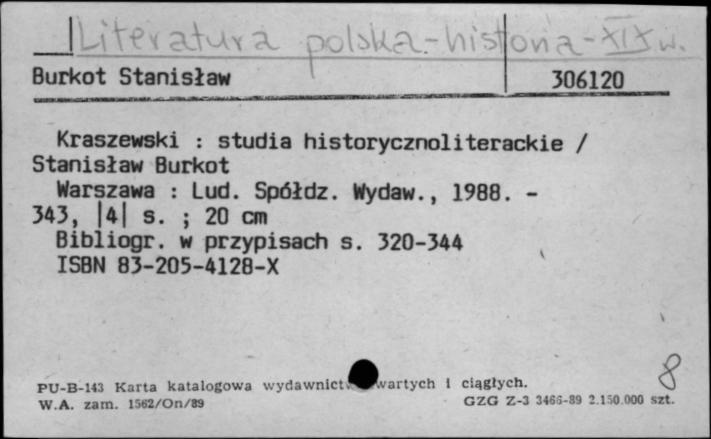 Literatura polska-historia-XIX w.
Burkot Stanisław 306120
Kraszewski : studia historycznoliterackie /
Stanisław Burkot
Warszawa : Lud. Spółdz. Wydaw., 1988. -
343, |4| s. ; 20 cm
Bibliogr. w przypisach s. 320-344
ISBN 83-205-4128-X
8
PU-B-143 Karta katalogowa wydawnictw zwartych i ciągłych.
W.A. zam. 1562/On/89 GZG Z-3 3466-89 2.150.000 szt.